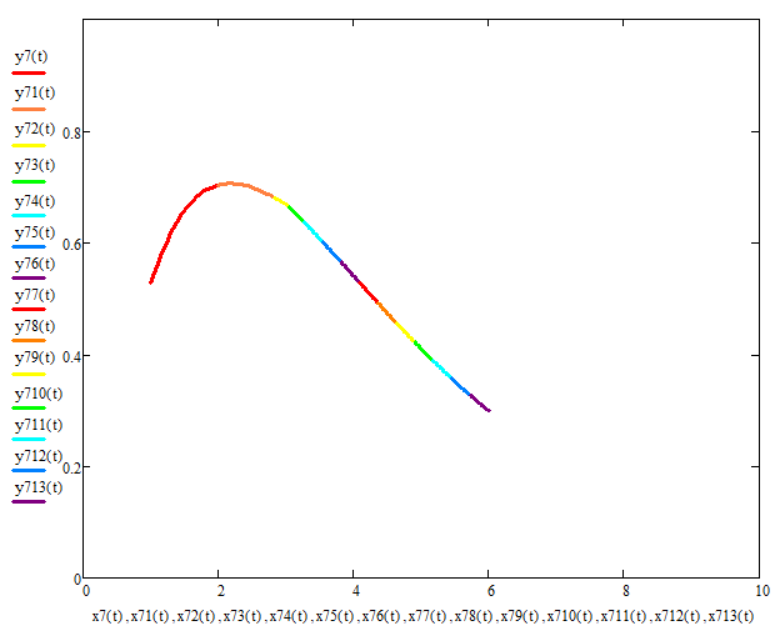 y7(t)
y71(t)
y72(t)
0.8
y73(t)
y74(t)
y75(t)
0.6
y76(t)
y77(t)
y78(t)
0.4
y79(t)
y710(t)
y711(t)
y712(t)
0.2
y713(t)
0
0 2 4 6 8 10
x7(t) , x71(t) , x72(t) , x73(t) , x74(t) , x75(t) , x76(t) , x77(t) , x78(t) , x79(t) , x710(t) , x711(t) , x712(t) , x713(t)